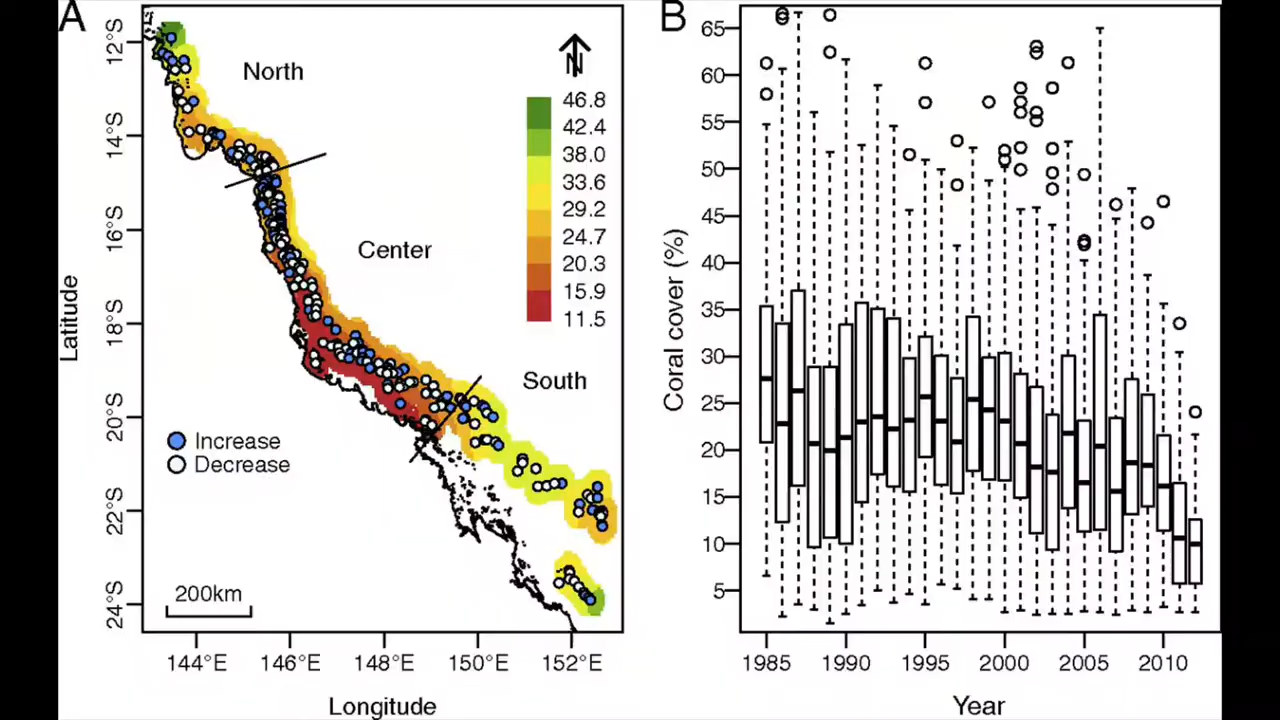 A
12°S
14°S
16°S
18°S
20°S
22°S
24°S
Latitude
North
Center
South
N
46.8
42.4
38.0
33.6
29.2
24.7
20.3
15.9
11.5
Increase
Decrease
200km
144°E 146°E 148°E 150°E 152°E
Longitude
B
65
60
55
50
45
40
35
30
25
20
15
10
5
Coral cover (%)
1985 1990 1995 2000 2005 2010
Year